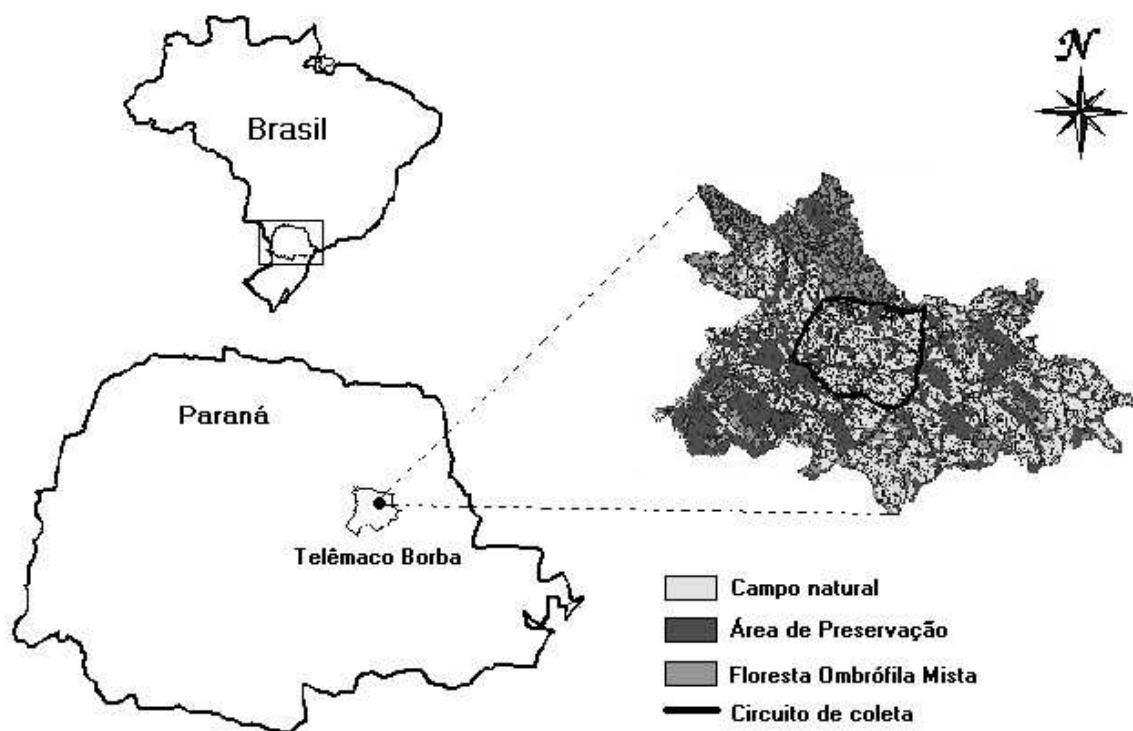 Brasil
N
Paraná
Telêmaco Borba
Campo natural
Área de Preservação
Floresta Ombrófila Mista
Circuito de coleta